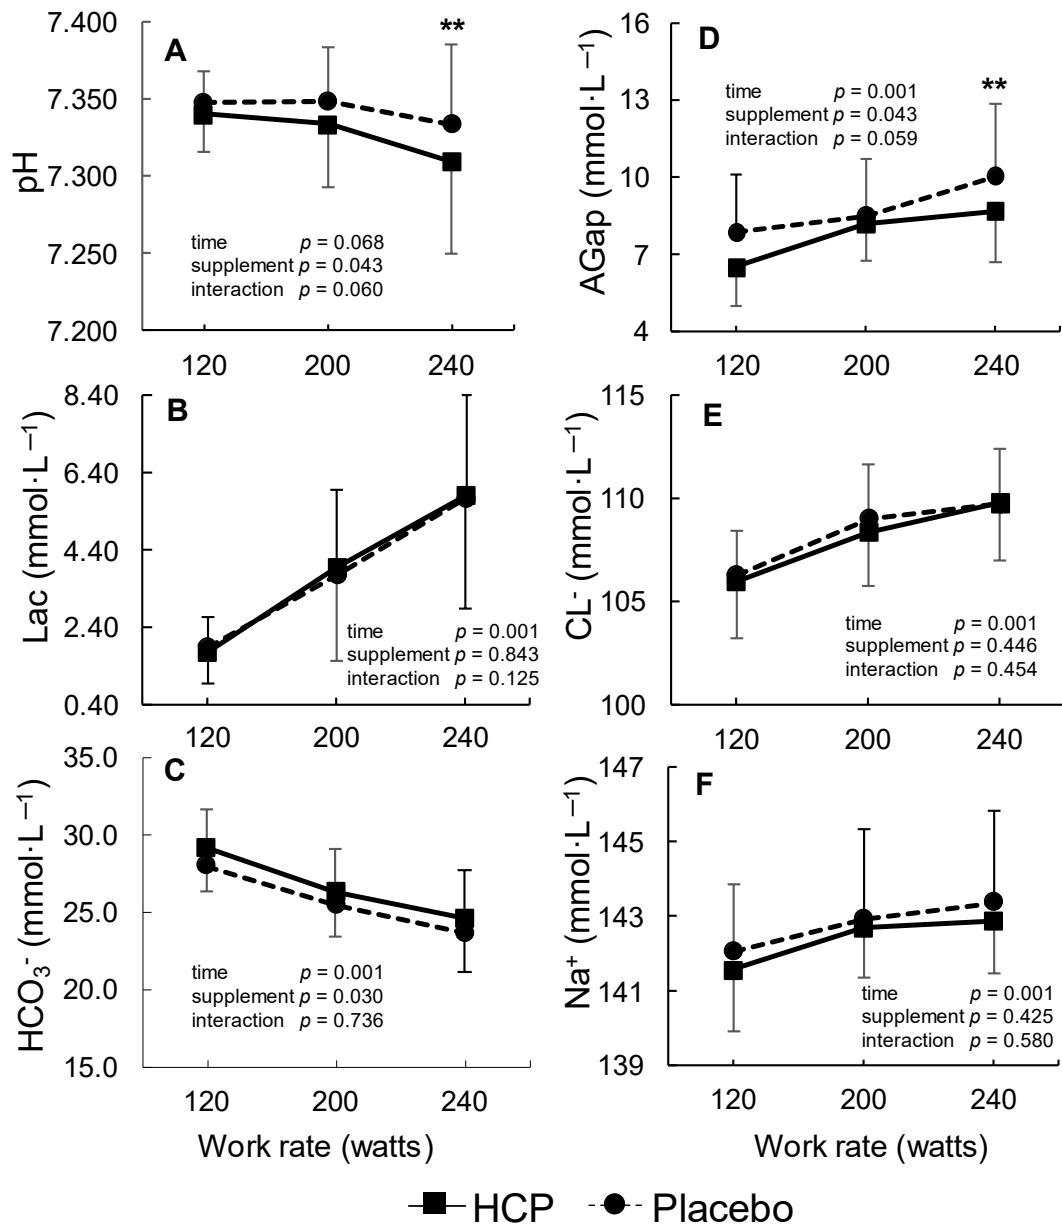 A
**
pH
7.400
7.350
7.300
7.250
7.200
time p = 0.068
supplement p = 0.043
interaction p = 0.060
120 200 240
D
**
AGap (mmol·L⁻¹)
16
13
10
7
4
time p = 0.001
supplement p = 0.043
interaction p = 0.059
120 200 240
B
Lac (mmol·L⁻¹)
8.40
6.40
4.40
2.40
0.40
time p = 0.001
supplement p = 0.843
interaction p = 0.125
120 200 240
E
CL⁻ (mmol·L⁻¹)
115
110
105
100
time p = 0.001
supplement p = 0.446
interaction p = 0.454
120 200 240
C
HCO₃⁻ (mmol·L⁻¹)
35.0
30.0
25.0
20.0
15.0
time p = 0.001
supplement p = 0.030
interaction p = 0.736
120 200 240
Work rate (watts)
F
Na⁺ (mmol·L⁻¹)
147
145
143
141
139
time p = 0.001
supplement p = 0.425
interaction p = 0.580
120 200 240
Work rate (watts)
HCP Placebo